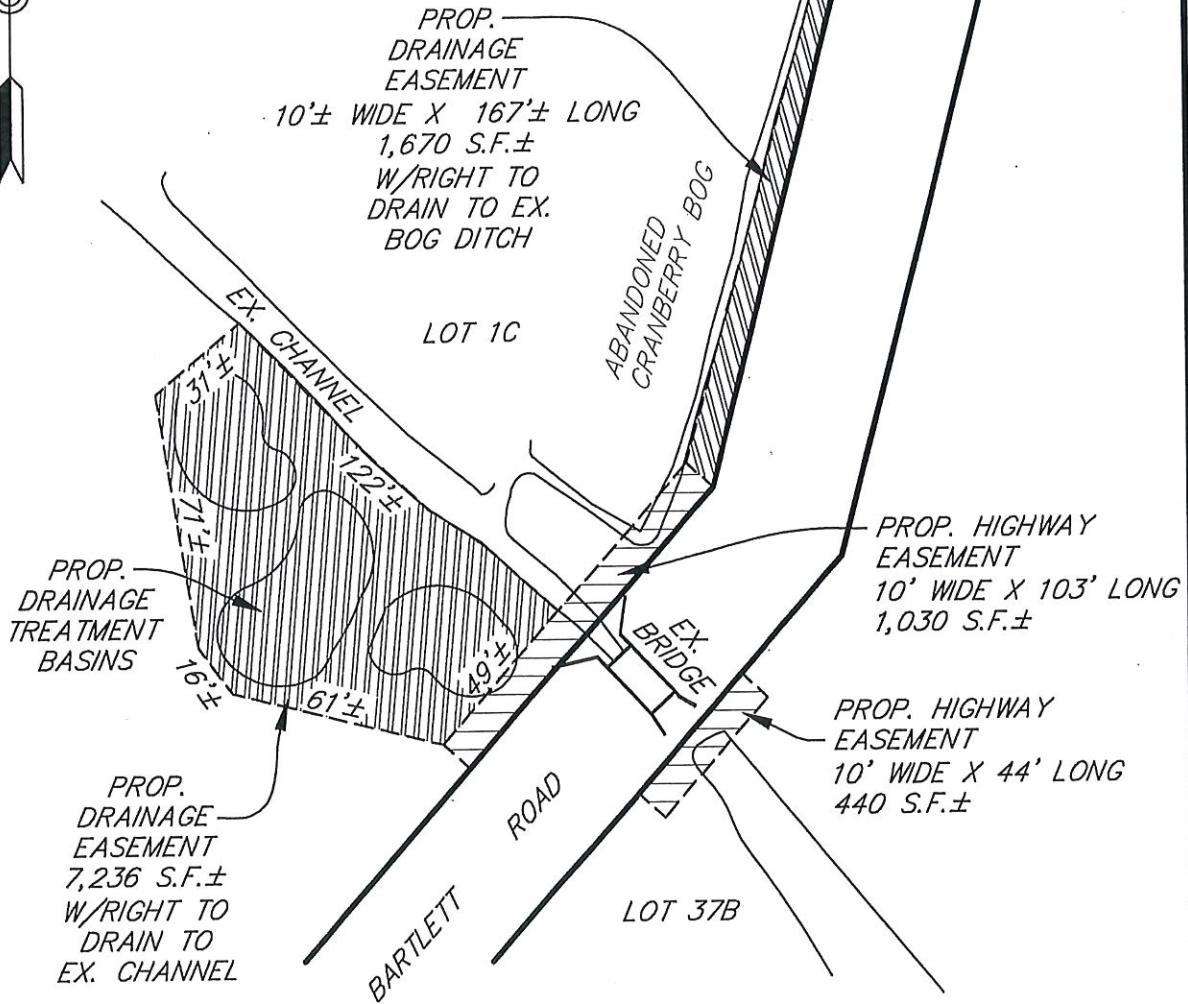 PROP.
DRAINAGE
EASEMENT
10'± WIDE X 167'± LONG
1,670 S.F.±
W/RIGHT TO
DRAIN TO EX.
BOG DITCH
ABANDONED
CRANBERRY BOG
EX. CHANNEL
LOT 1C
31'±
122'±
71'±
PROP.
DRAINAGE
TREATMENT
BASINS
16'±
61'±
49'±
EX.
BRIDGE
PROP. HIGHWAY
EASEMENT
10' WIDE X 103' LONG
1,030 S.F.±
PROP. HIGHWAY
EASEMENT
10' WIDE X 44' LONG
440 S.F.±
PROP.
DRAINAGE
EASEMENT
7,236 S.F.±
W/RIGHT TO
DRAIN TO
EX. CHANNEL
BARTLETT ROAD
LOT 37B